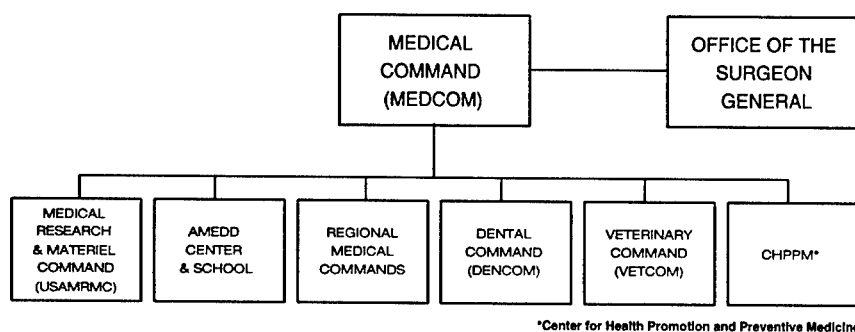 MEDICAL
COMMAND
(MEDCOM)
OFFICE OF THE
SURGEON
GENERAL
MEDICAL
RESEARCH
& MATERIEL
COMMAND
(USAMRMC)
AMEDD
CENTER
& SCHOOL
REGIONAL
MEDICAL
COMMANDS
DENTAL
COMMAND
(DENCOM)
VETERINARY
COMMAND
(VETCOM)
CHPPM*
*Center for Health Promotion and Preventive Medicine